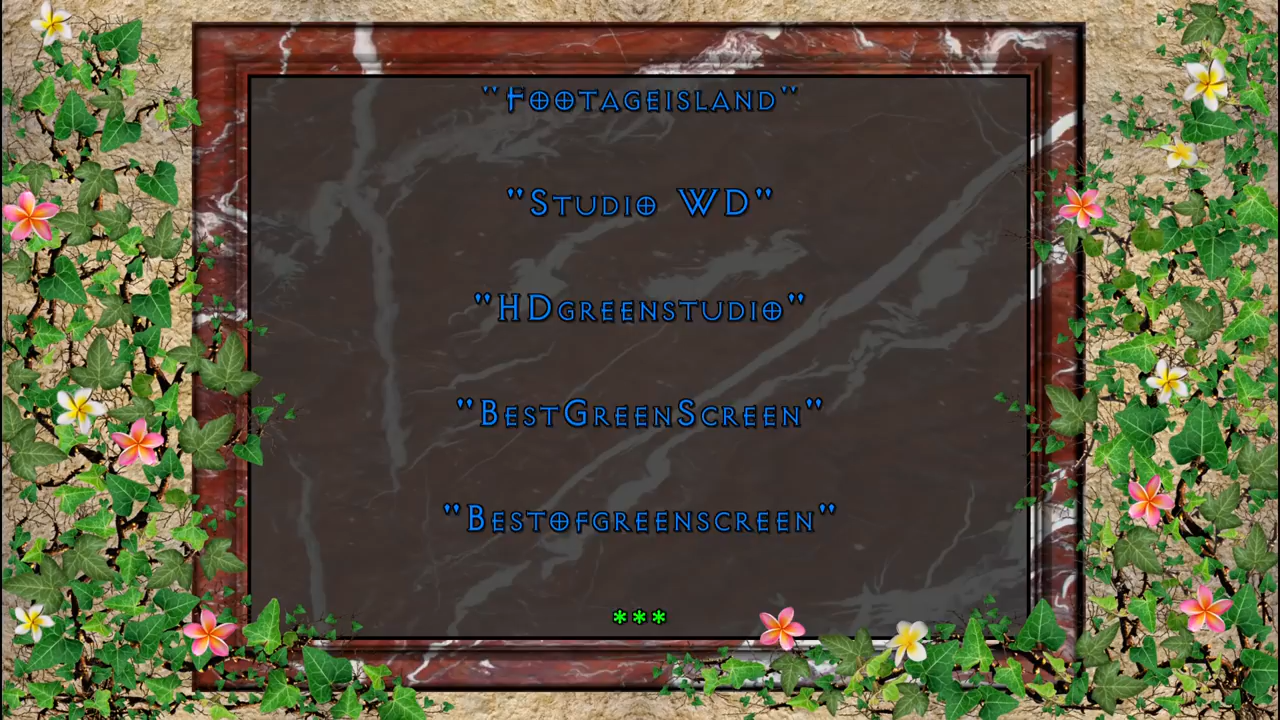 "Footageisland"
"Studio WD"
"HDgreenstudio"
"BestGreenScreen"
"Bestofgreenscreen"
***